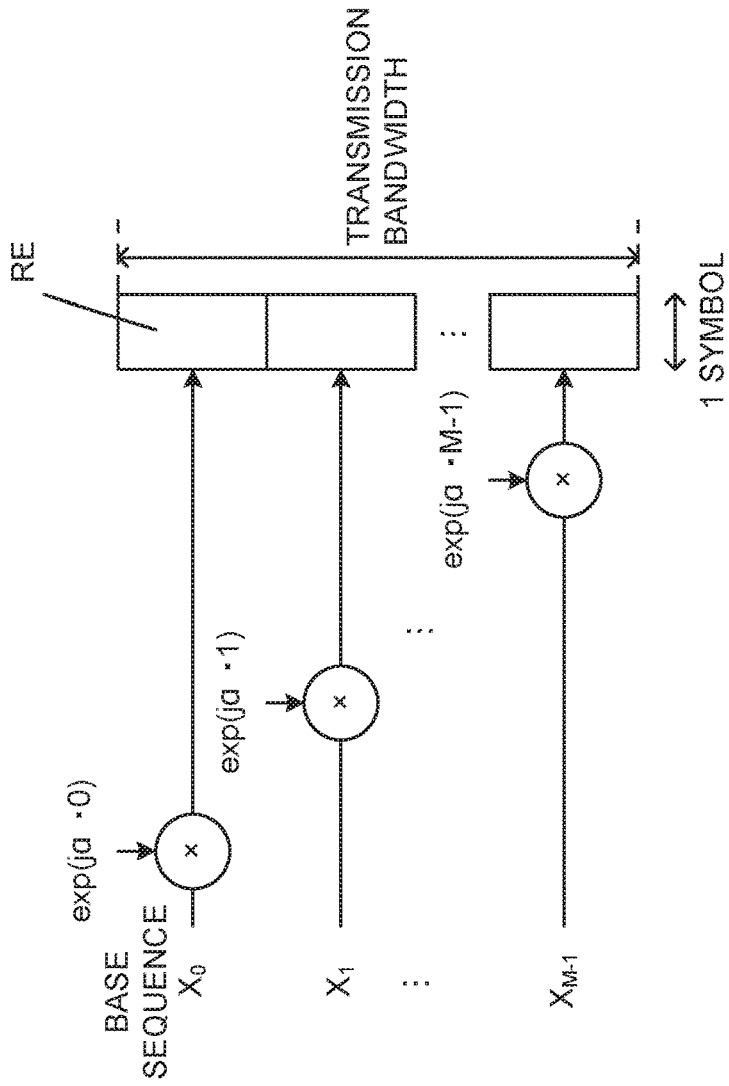 BASE
SEQUENCE
X0
X1
⋮
XM-1
exp(jα ·0)
exp(jα ·1)
⋮
exp(jα ·M-1)
×
×
×
RE
⋮
TRANSMISSION
BANDWIDTH
1 SYMBOL